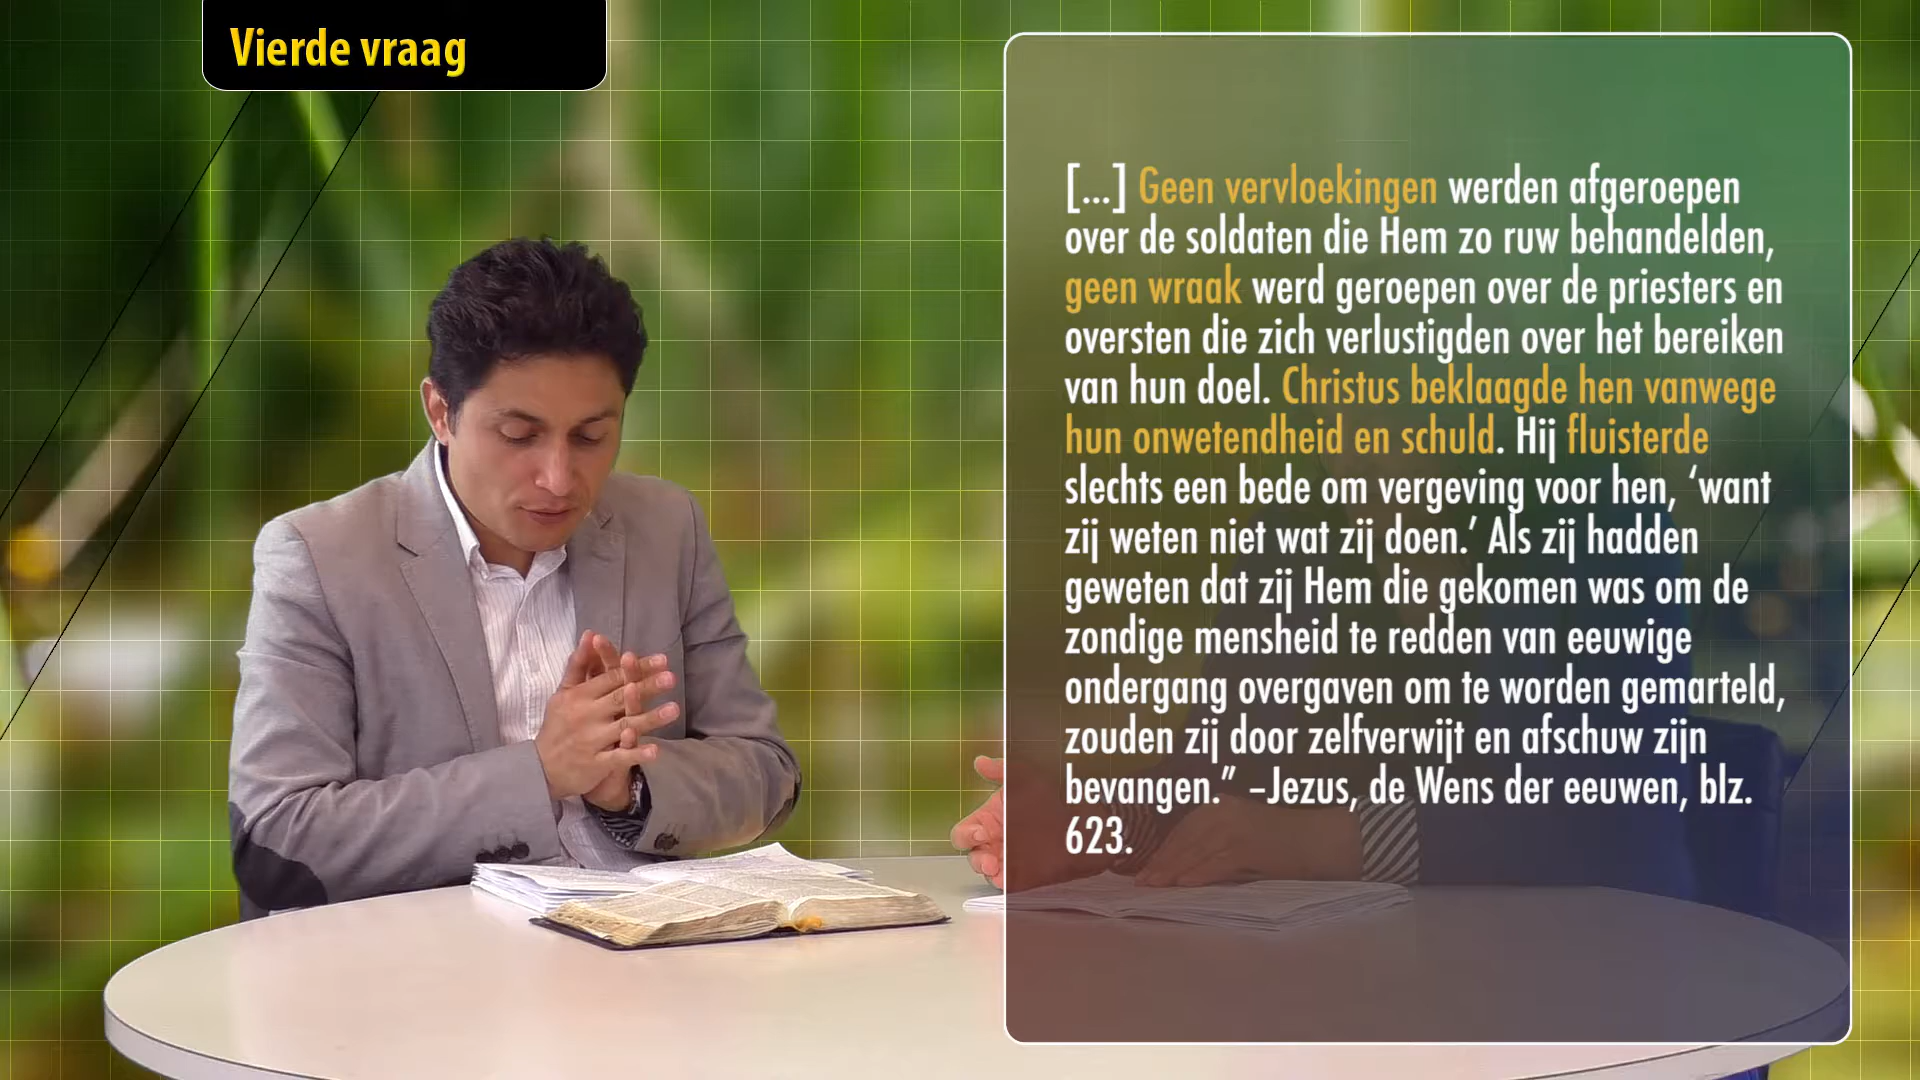 Vierde vraag
[...] Geen vervloekingen werden afgeroepen
over de soldaten die Hem zo ruw behandelden,
geen wraak werd geroepen over de priesters en
oversten die zich verlustigden over het bereiken
van hun doel. Christus beklaagde hen vanwege
hun onwetendheid en schuld. Hij fluisterde
slechts een bede om vergeving voor hen, ‘want
zij weten niet wat zij doen.’ Als zij hadden
geweten dat zij Hem die gekomen was om de
zondige mensheid te redden van eeuwige
ondergang overgaven om te worden gemarteld,
zouden zij door zelfverwijt en afschuw zijn
bevangen.” –Jezus, de Wens der eeuwen, blz.
623.